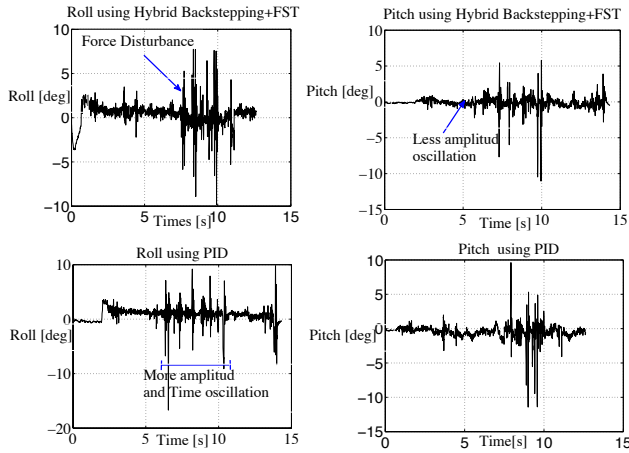 Roll using Hybrid Backstepping+FST
10
Force Disturbance
5
Roll [deg]
0
-5
-10
0
5
10
15
Times [s]
Pitch using Hybrid Backstepping+FST
10
5
Pitch [deg]
0
-5
Less amplitud
oscillation
-10
-15
0
5
10
15
Time [s]
Roll using PID
10
Roll [deg]
0
-10
More amplitud
and Time oscillation
-20
0
5
10
15
Time [s]
Pitch using PID
10
5
Pitch [deg]
0
-5
-10
-15
0
5
10
15
Time[s]